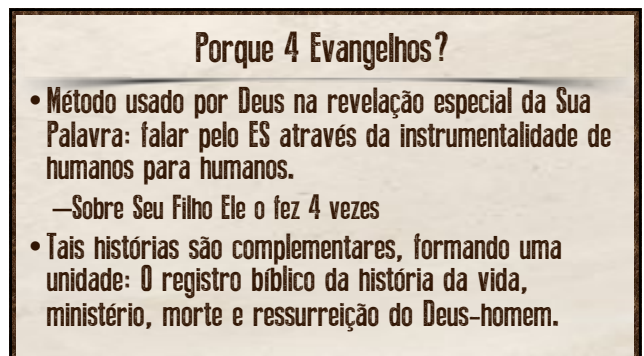 Porque 4 Evangelhos?
• Método usado por Deus na revelação especial da Sua
Palavra: falar pelo ES através da instrumentalidade de
humanos para humanos.
–Sobre Seu Filho Ele o fez 4 vezes
• Tais histórias são complementares, formando uma
unidade: O registro bíblico da história da vida,
ministério, morte e ressurreição do Deus-homem.